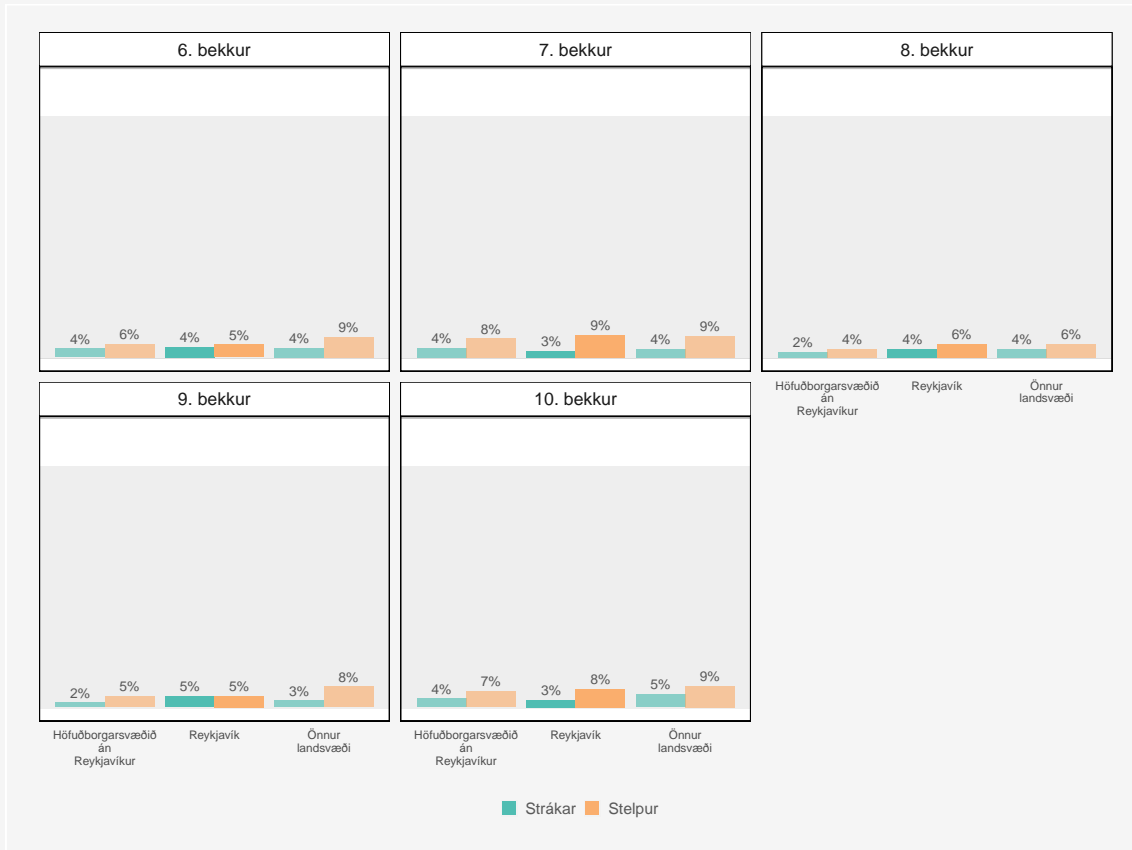 6. bekkur
7. bekkur
8. bekkur
4% 6% 4% 5% 4% 9%
4% 8% 3% 9% 4% 9%
2% 4% 4% 6% 4% 6%
Höfuðborgarsvæðið
án
Reykjavíkur
Reykjavík
Önnur
landsvæði
9. bekkur
10. bekkur
2% 5% 5% 5% 3% 8%
4% 7% 3% 8% 5% 9%
Höfuðborgarsvæðið
án
Reykjavíkur
Reykjavík
Önnur
landsvæði
Höfuðborgarsvæðið
án
Reykjavíkur
Reykjavík
Önnur
landsvæði
Strákar Stelpur